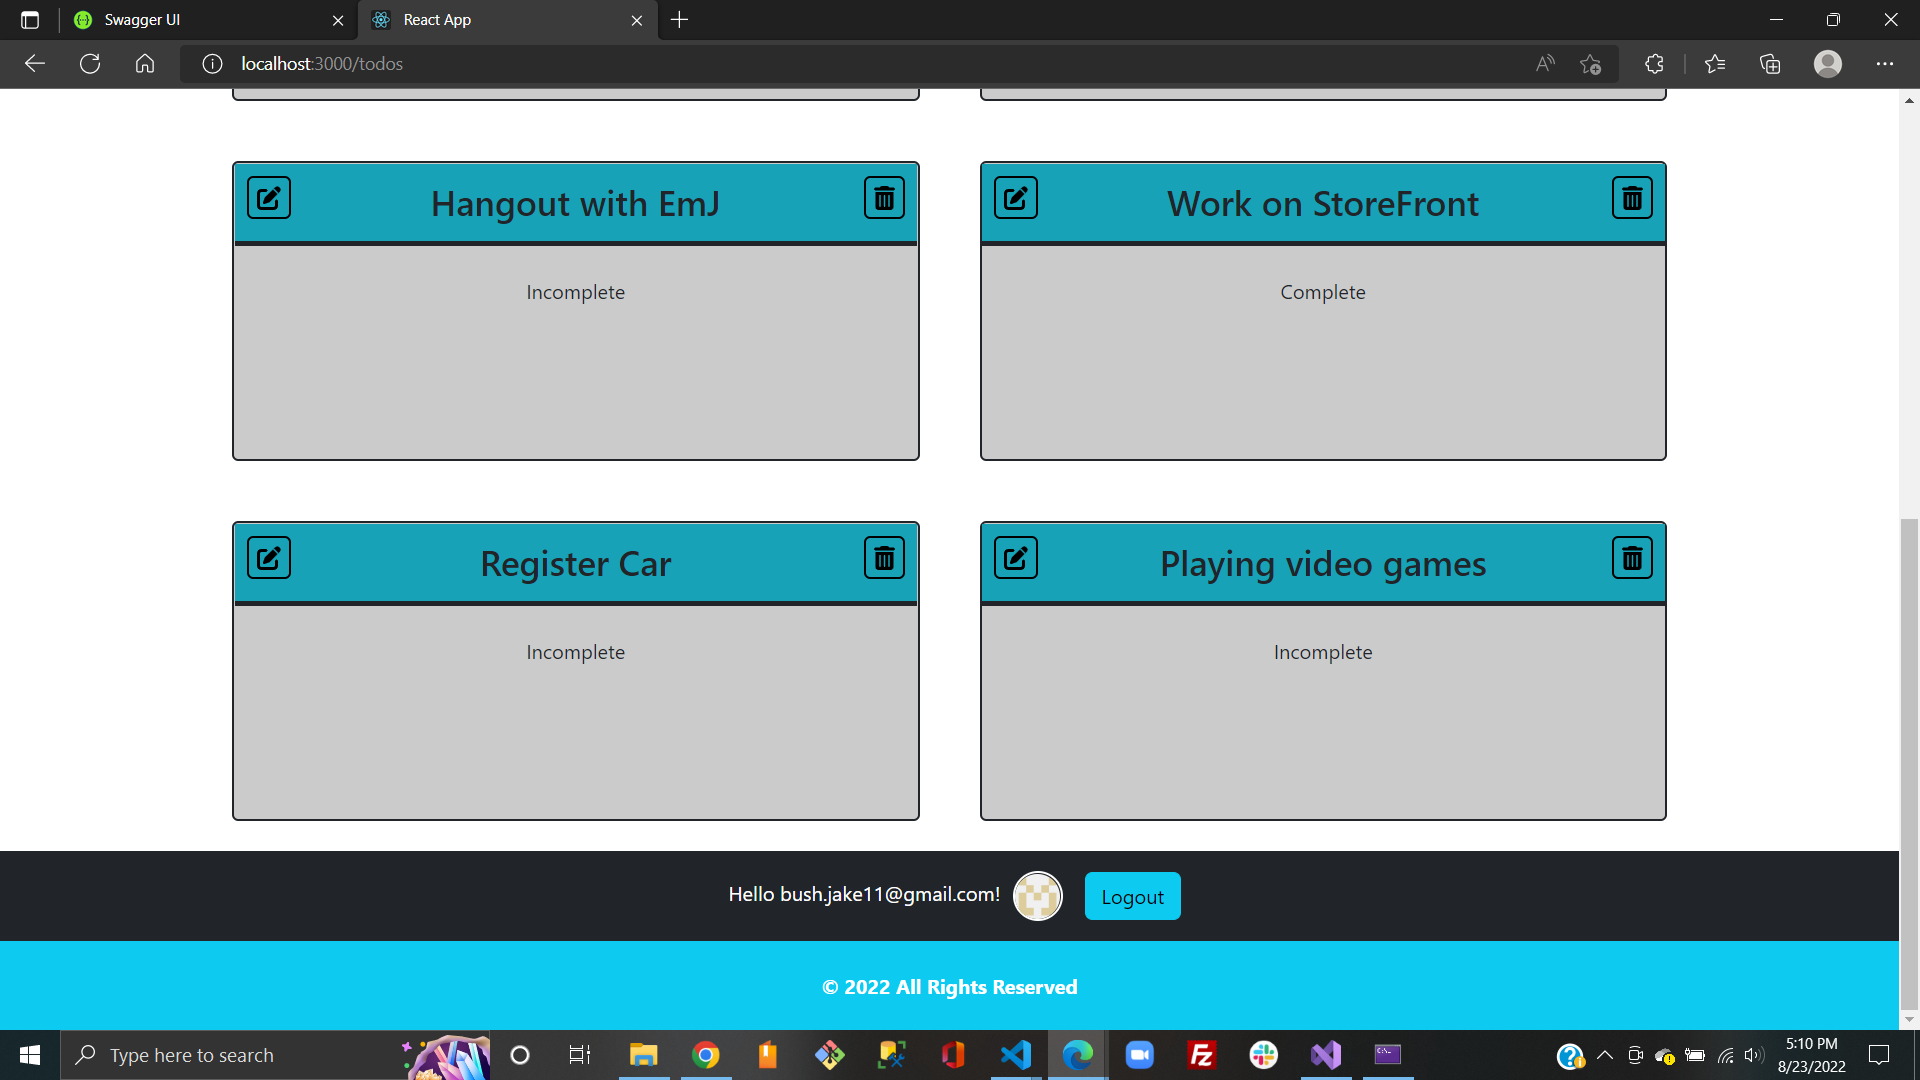 Swagger UI
React App
localhost:3000/todos
Hangout with EmJ
Work on StoreFront
Incomplete
Complete
Register Car
Playing video games
Incomplete
Incomplete
Hello bush.jake11@gmail.com!
Logout
© 2022 All Rights Reserved
Type here to search
5:10 PM
8/23/2022